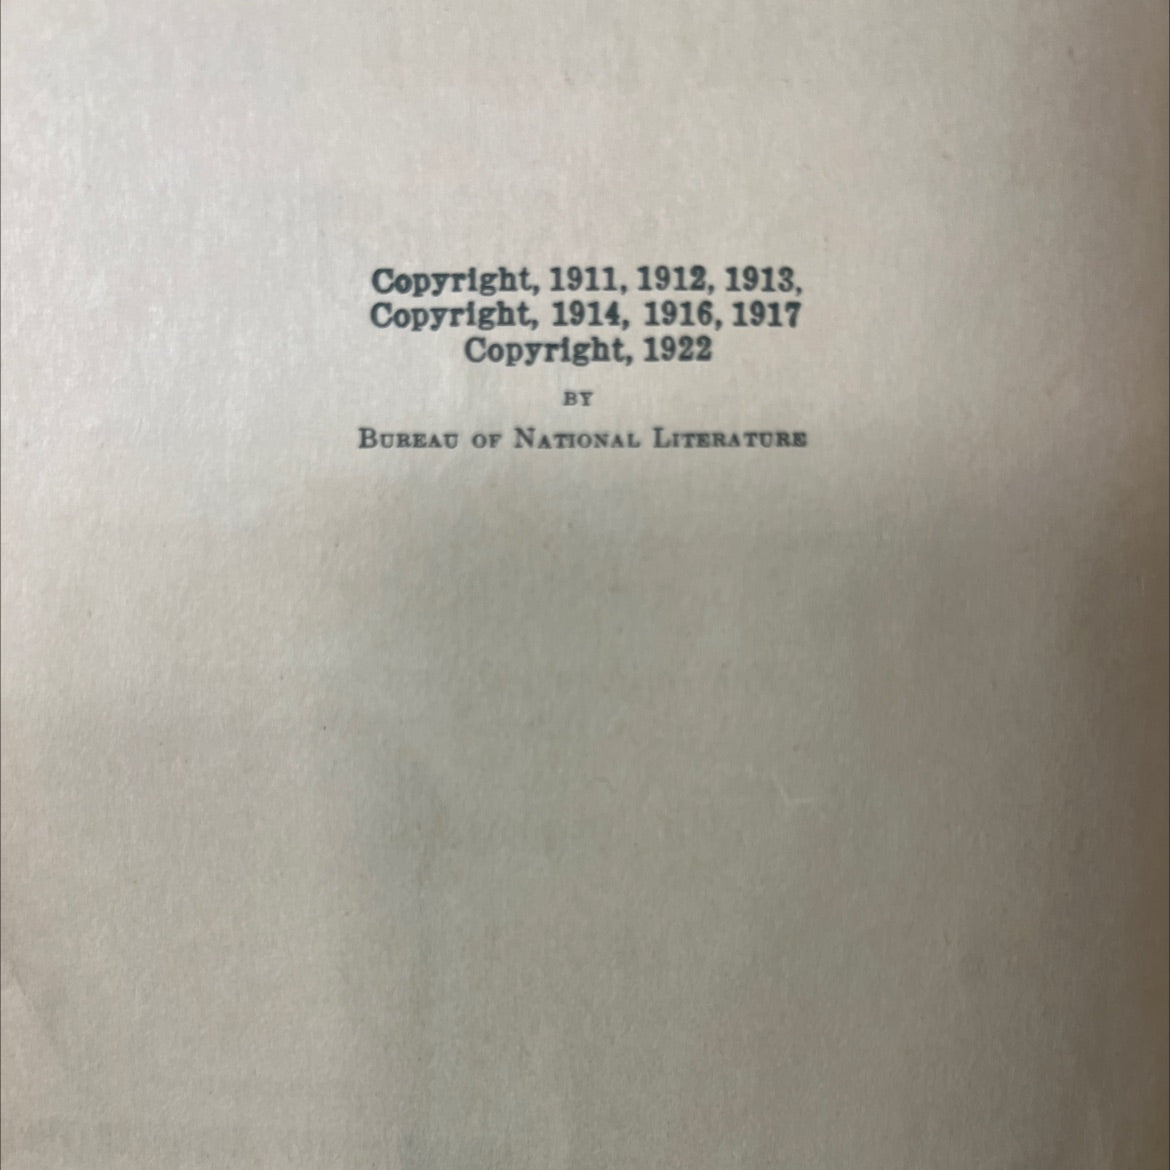 Copyright, 1911, 1912, 1913,
Copyright, 1914, 1916, 1917
Copyright, 1922
BY
BUREAU OF NATIONAL LITERATURE